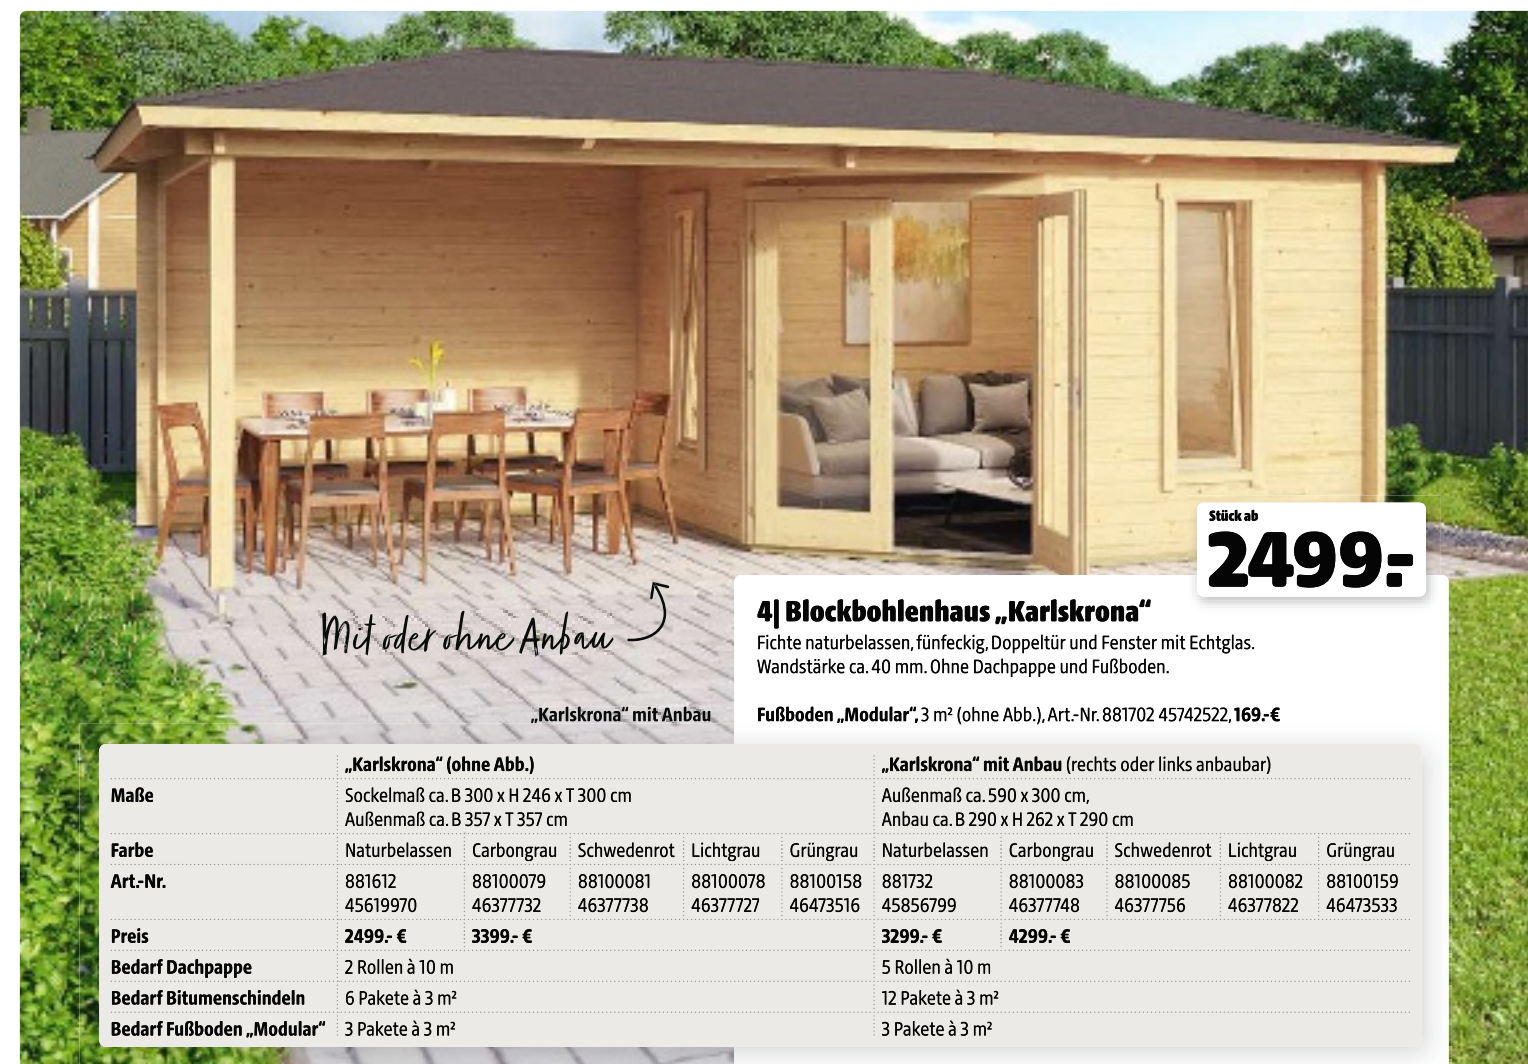 Stück ab
2499.-
Mit oder ohne Anbau
„Karlskrona“ mit Anbau
4| Blockbohlenhaus „Karlskrona“
Fichte naturbelassen, fünfeckig, Doppeltür und Fenster mit Echtglas.
Wandstärke ca. 40 mm. Ohne Dachpappe und Fußboden.
Fußboden „Modular“, 3 m² (ohne Abb.), Art.-Nr. 881702 45742522, 169.-€
„Karlskrona“ (ohne Abb.) „Karlskrona“ mit Anbau (rechts oder links anbaubar)
Maße Sockelmaß ca. B 300 x H 246 x T 300 cm Außenmaß ca. 590 x 300 cm,
Außenmaß ca. B 357 x T 357 cm Anbau ca. B 290 x H 262 x T 290 cm
Farbe Naturbelassen Carbongrau Schwedenrot Lichtgrau Grüngrau Naturbelassen Carbongrau Schwedenrot Lichtgrau Grüngrau
Art.-Nr. 881612 88100079 88100081 88100078 88100158 881732 88100083 88100085 88100082 88100159
45619970 46377732 46377738 46377727 46473516 45856799 46377748 46377756 46377822 46473533
Preis 2499.- € 3399.- € 3299.- € 4299.- €
Bedarf Dachpappe 2 Rollen à 10 m 5 Rollen à 10 m
Bedarf Bitumenschindeln 6 Pakete à 3 m² 12 Pakete à 3 m²
Bedarf Fußboden „Modular“ 3 Pakete à 3 m² 3 Pakete à 3 m²